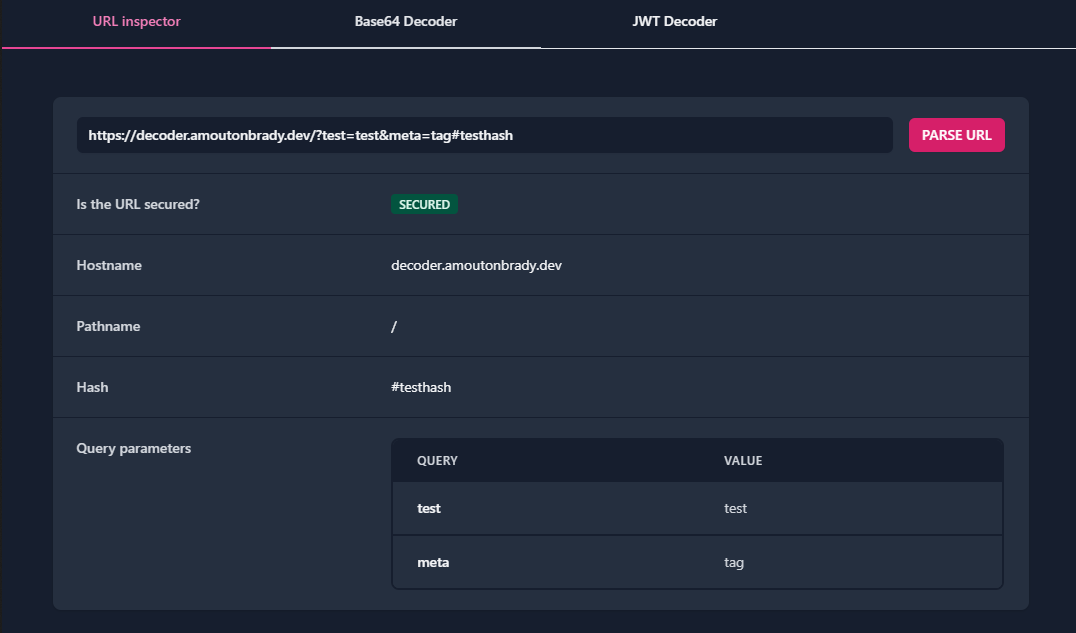 URL inspector Base64 Decoder JWT Decoder
https://decoder.amoutonbrady.dev/?test=test&meta=tag#testhash PARSE URL
Is the URL secured? SECURED
Hostname decoder.amoutonbrady.dev
Pathname /
Hash #testhash
Query parameters
QUERY VALUE
test test
meta tag